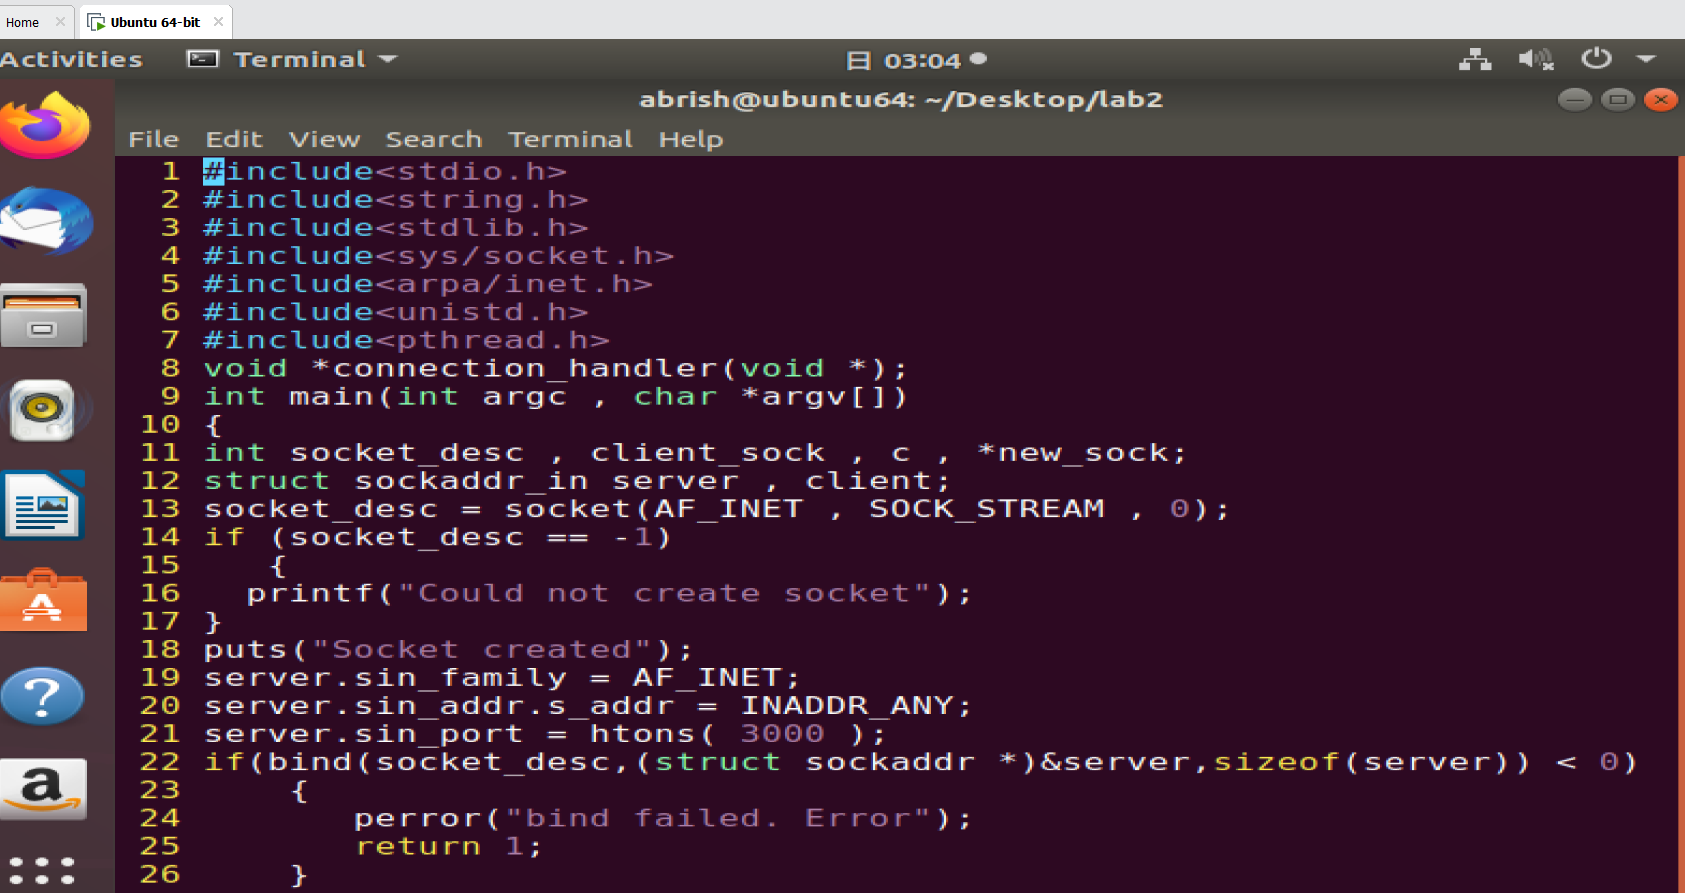 Home × Ubuntu 64-bit ×
Activities Terminal 日 03:04
abrish@ubuntu64: ~/Desktop/lab2
File Edit View Search Terminal Help
1 #include<stdio.h>
2 #include<string.h>
3 #include<stdlib.h>
4 #include<sys/socket.h>
5 #include<arpa/inet.h>
6 #include<unistd.h>
7 #include<pthread.h>
8 void *connection_handler(void *);
9 int main(int argc , char *argv[])
10 {
11 int socket_desc , client_sock , c , *new_sock;
12 struct sockaddr_in server , client;
13 socket_desc = socket(AF_INET , SOCK_STREAM , 0);
14 if (socket_desc == -1)
15    {
16   printf("Could not create socket");
17 }
18 puts("Socket created");
19 server.sin_family = AF_INET;
20 server.sin_addr.s_addr = INADDR_ANY;
21 server.sin_port = htons( 3000 );
22 if(bind(socket_desc,(struct sockaddr *)&server,sizeof(server)) < 0)
23     {
24        perror("bind failed. Error");
25        return 1;
26     }